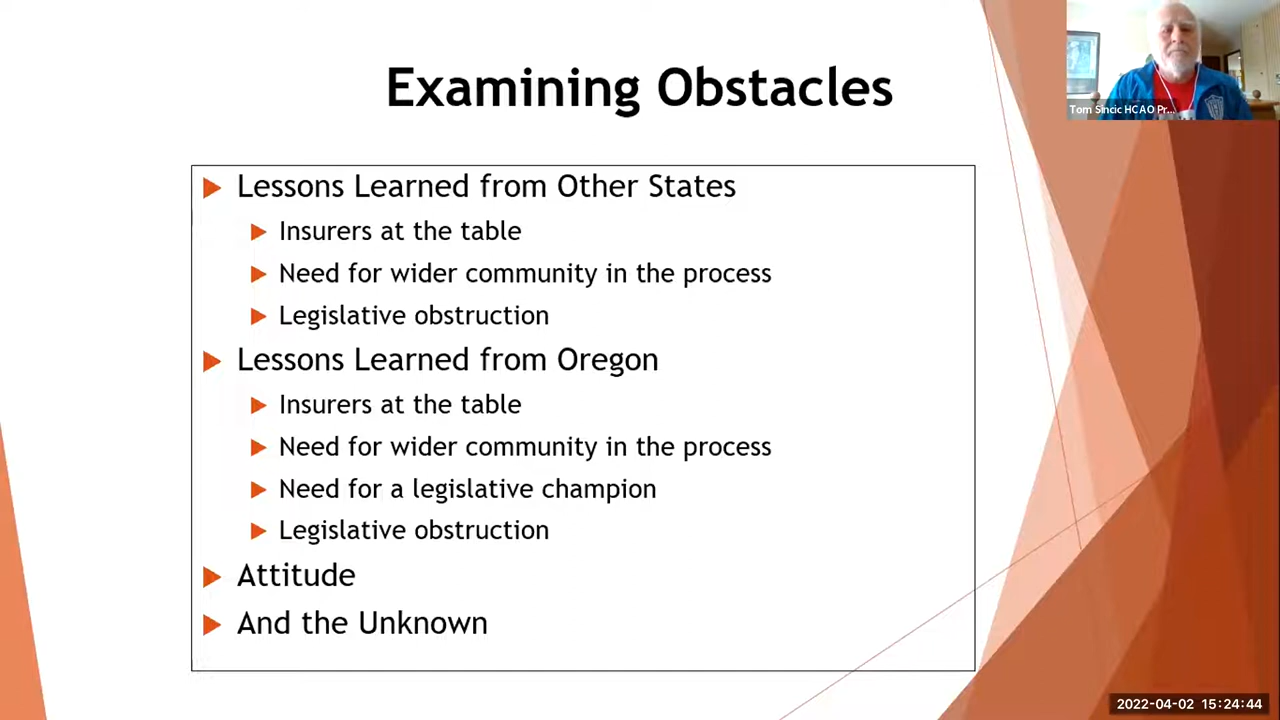 Examining Obstacles
Tom Sincic HCAO Pr...
Lessons Learned from Other States
Insurers at the table
Need for wider community in the process
Legislative obstruction
Lessons Learned from Oregon
Insurers at the table
Need for wider community in the process
Need for a legislative champion
Legislative obstruction
Attitude
And the Unknown
2022-04-02 15:24:44